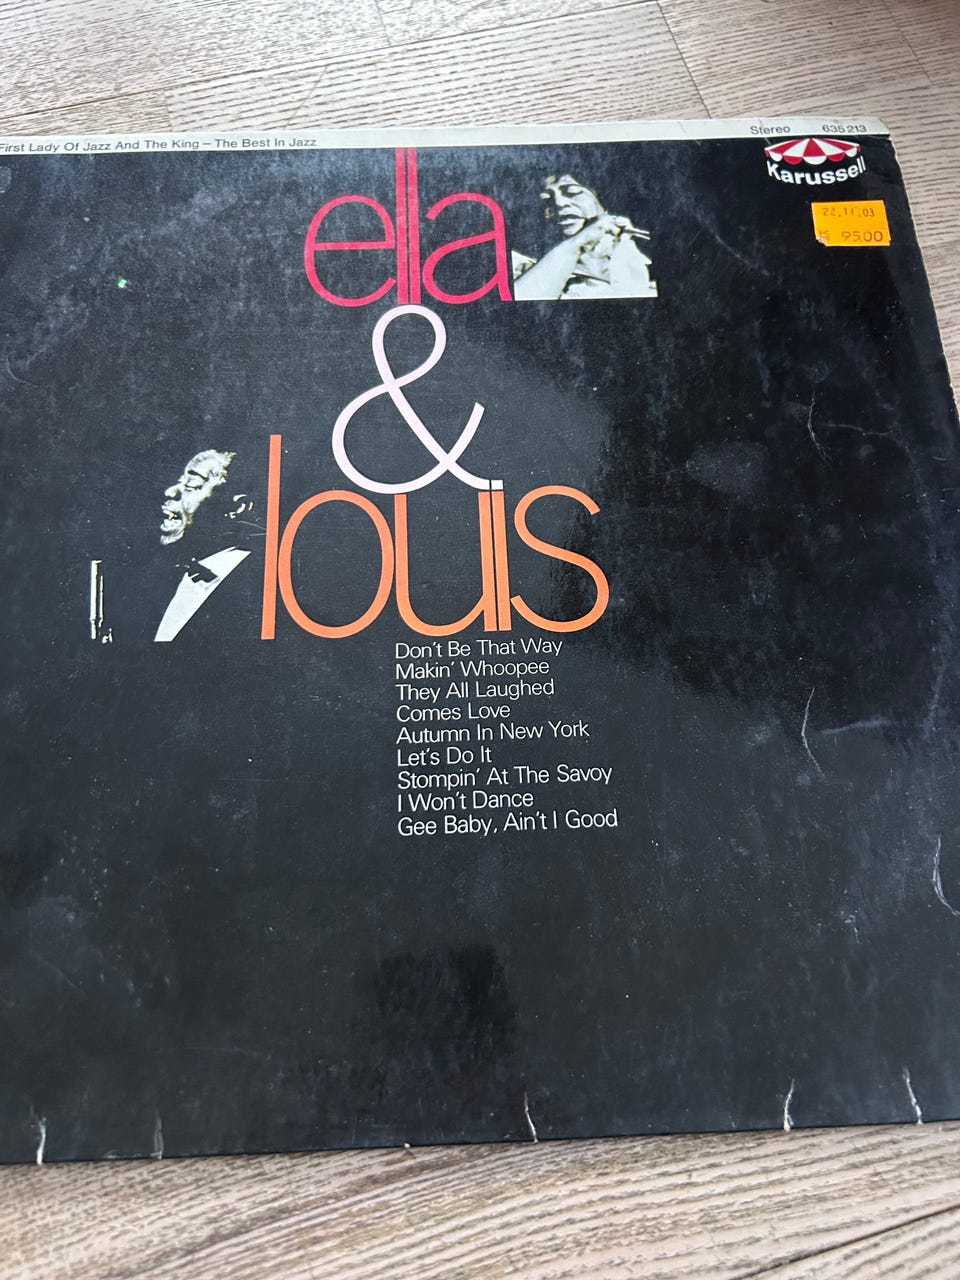 First Lady Of Jazz And The King – The Best In Jazz
Stereo 635 213
Karussell
22.11.03
95.00
ella
&
louis
Don't Be That Way
Makin' Whoopee
They All Laughed
Comes Love
Autumn In New York
Let's Do It
Stompin' At The Savoy
I Won't Dance
Gee Baby, Ain't I Good